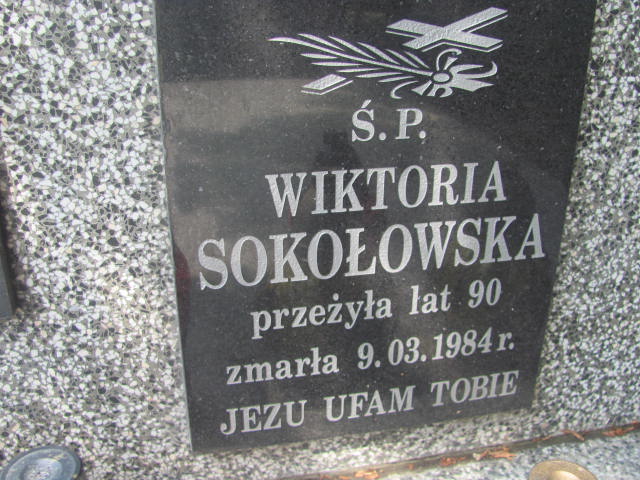 Ś.P.
WIKTORIA
SOKOŁOWSKA
przeżyła lat 90
zmarła 9.03.1984 r.
JEZU UFAM TOBIE